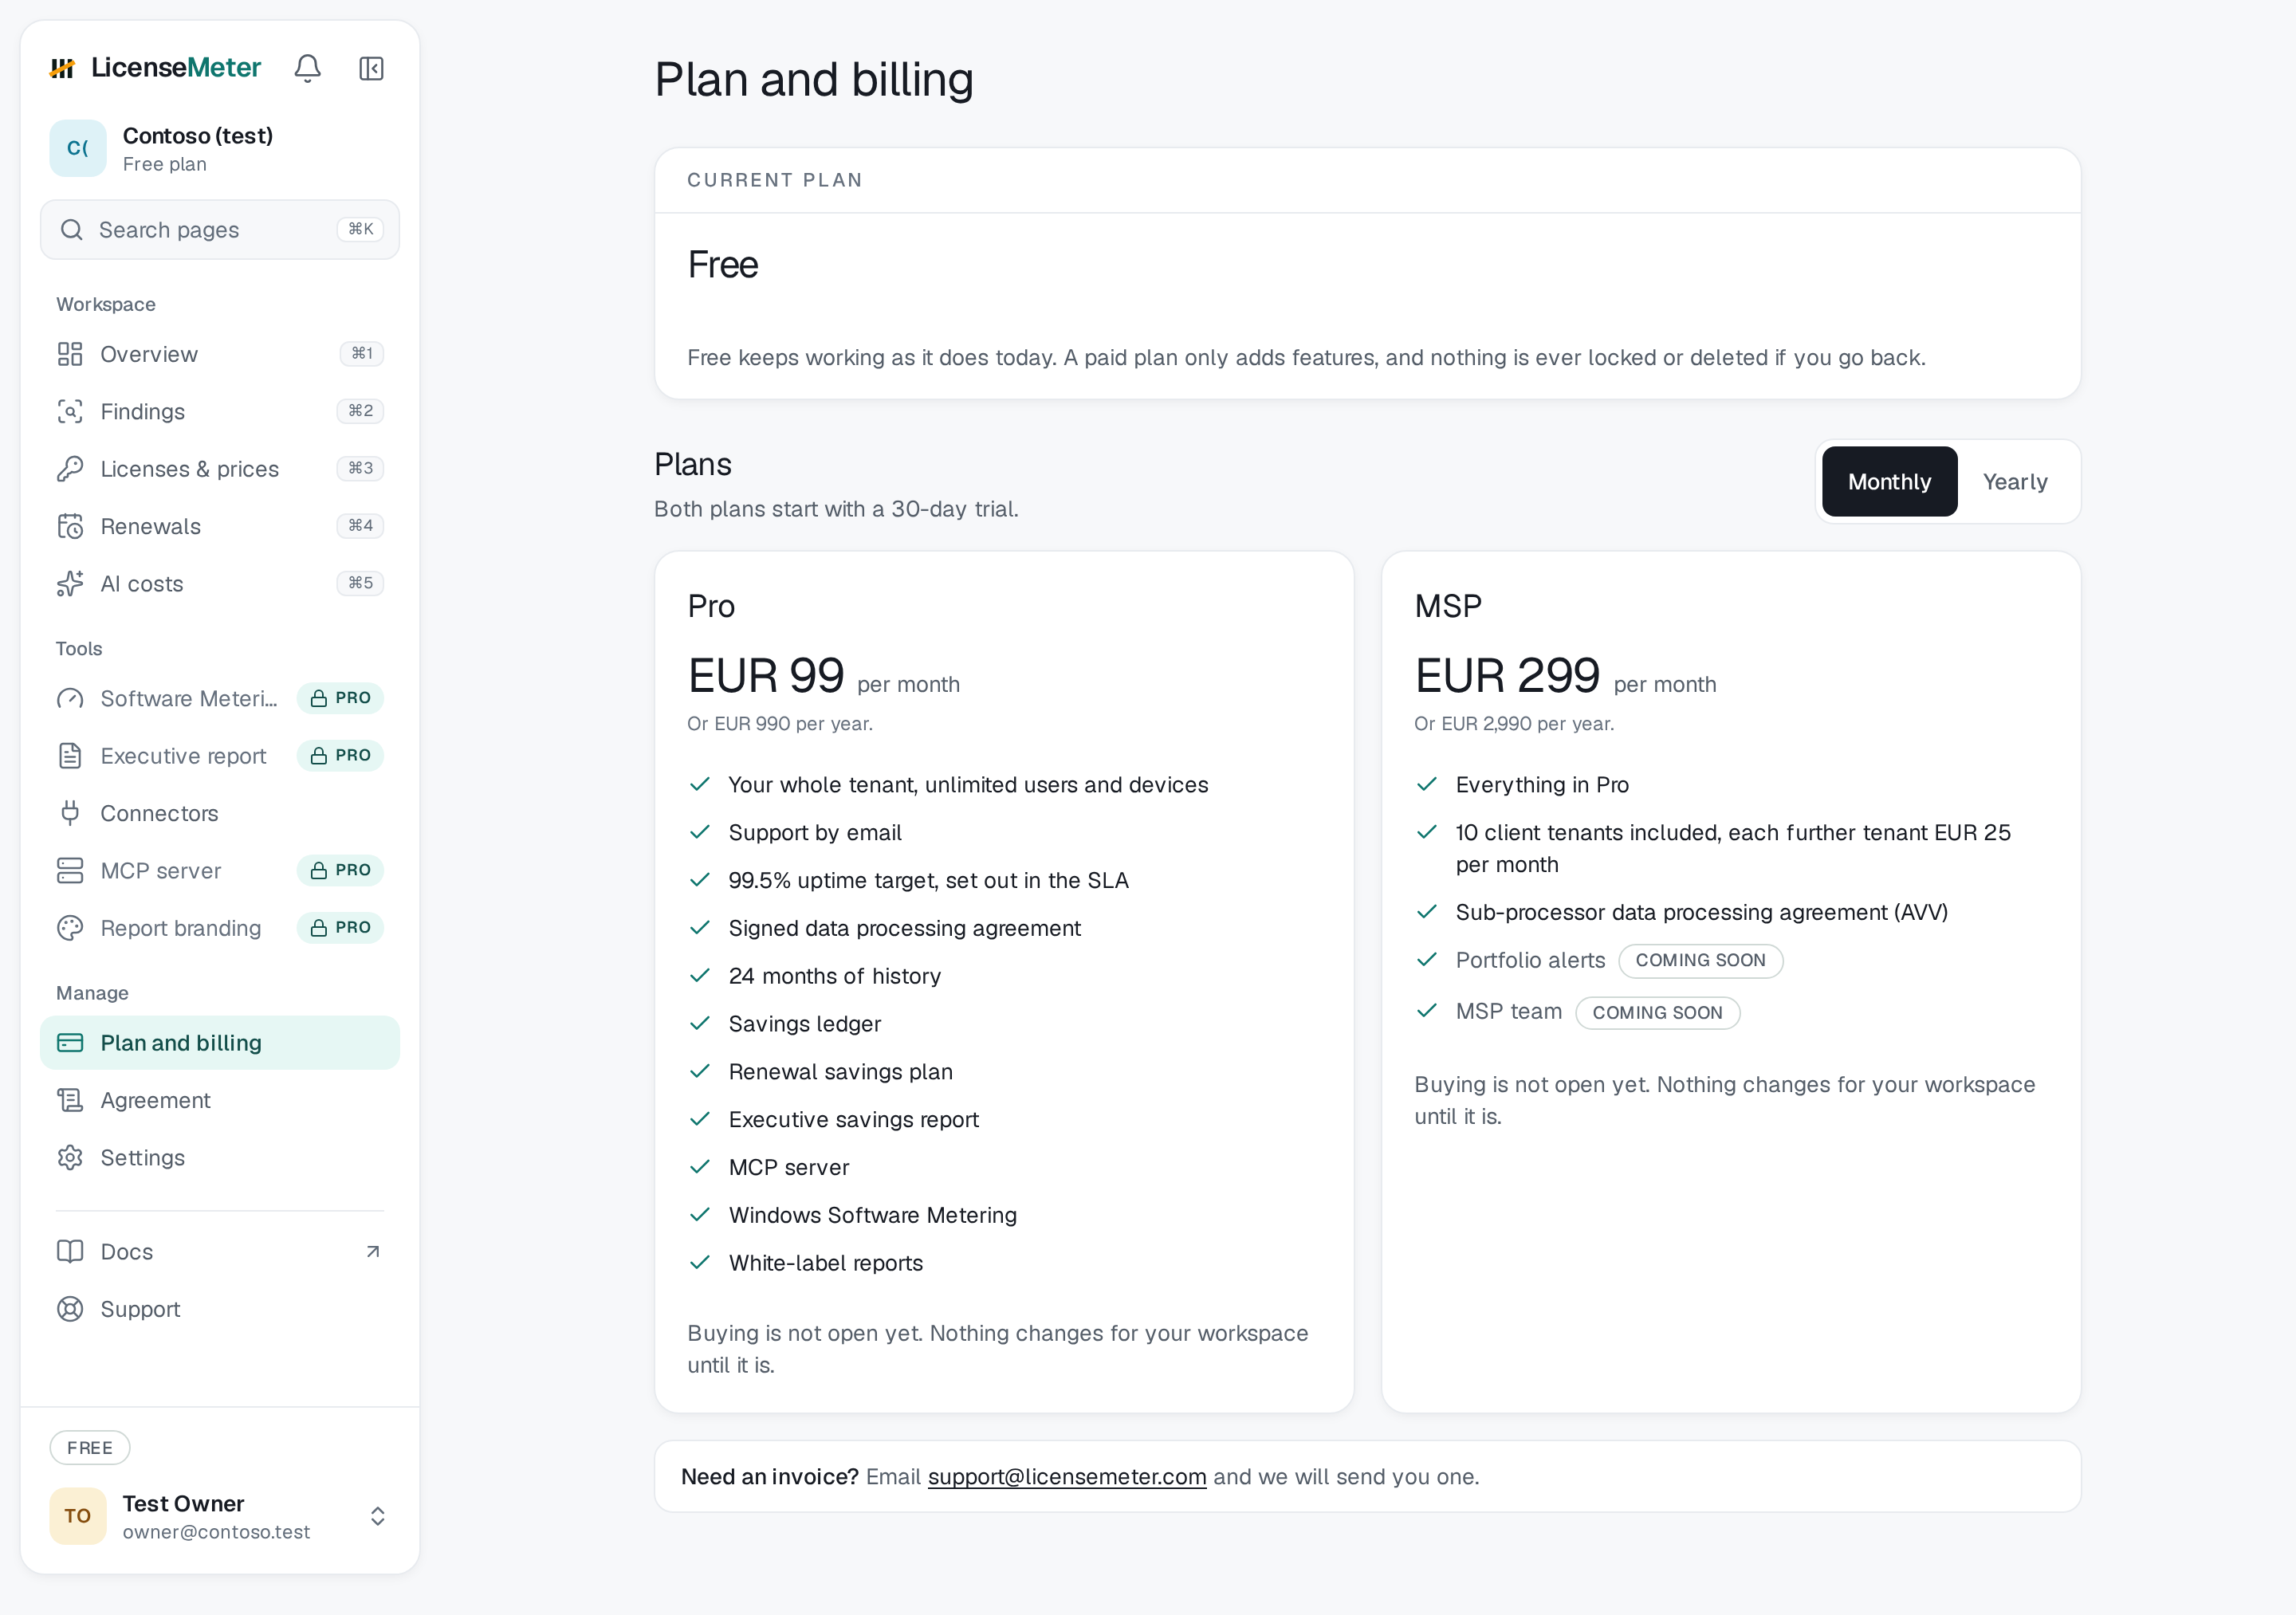 LicenseMeter
C(
Contoso (test)
Free plan
Search pages ⌘K
Workspace
Overview ⌘1
Findings ⌘2
Licenses & prices ⌘3
Renewals ⌘4
AI costs ⌘5
Tools
Software Meteri... PRO
Executive report PRO
Connectors
MCP server PRO
Report branding PRO
Manage
Plan and billing
Agreement
Settings
Docs
Support
FREE
TO
Test Owner
owner@contoso.test
Plan and billing
CURRENT PLAN
Free
Free keeps working as it does today. A paid plan only adds features, and nothing is ever locked or deleted if you go back.
Plans
Both plans start with a 30-day trial.
Monthly Yearly
Pro
EUR 99 per month
Or EUR 990 per year.
Your whole tenant, unlimited users and devices
Support by email
99.5% uptime target, set out in the SLA
Signed data processing agreement
24 months of history
Savings ledger
Renewal savings plan
Executive savings report
MCP server
Windows Software Metering
White-label reports
Buying is not open yet. Nothing changes for your workspace
until it is.
MSP
EUR 299 per month
Or EUR 2,990 per year.
Everything in Pro
10 client tenants included, each further tenant EUR 25
per month
Sub-processor data processing agreement (AVV)
Portfolio alerts COMING SOON
MSP team COMING SOON
Buying is not open yet. Nothing changes for your workspace
until it is.
Need an invoice? Email support@licensemeter.com and we will send you one.